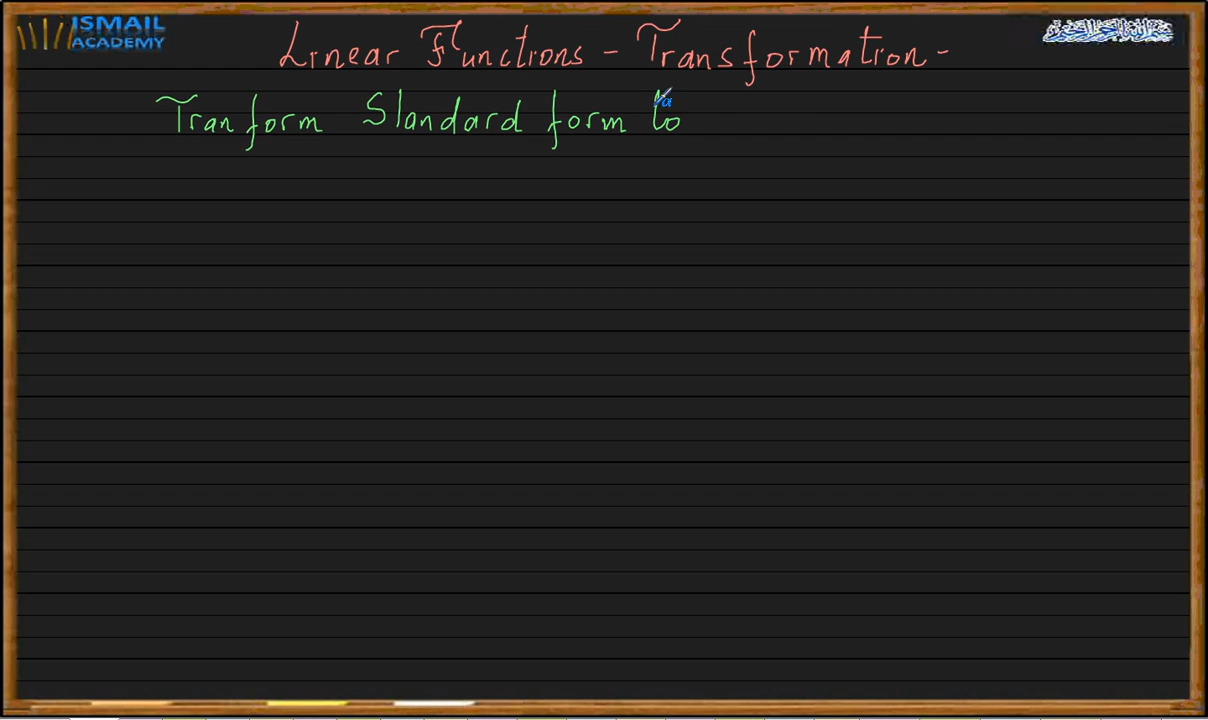 ISMAIL
ACADEMY
Linear Functions - Transformation -
Tranform Standard form to